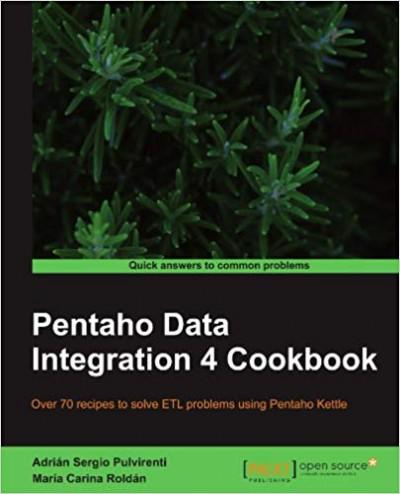 Quick answers to common problems
Pentaho Data
Integration 4 Cookbook
Over 70 recipes to solve ETL problems using Pentaho Kettle
Adrián Sergio Pulvirenti
María Carina Roldán
[PACKT]
PUBLISHING
open source*